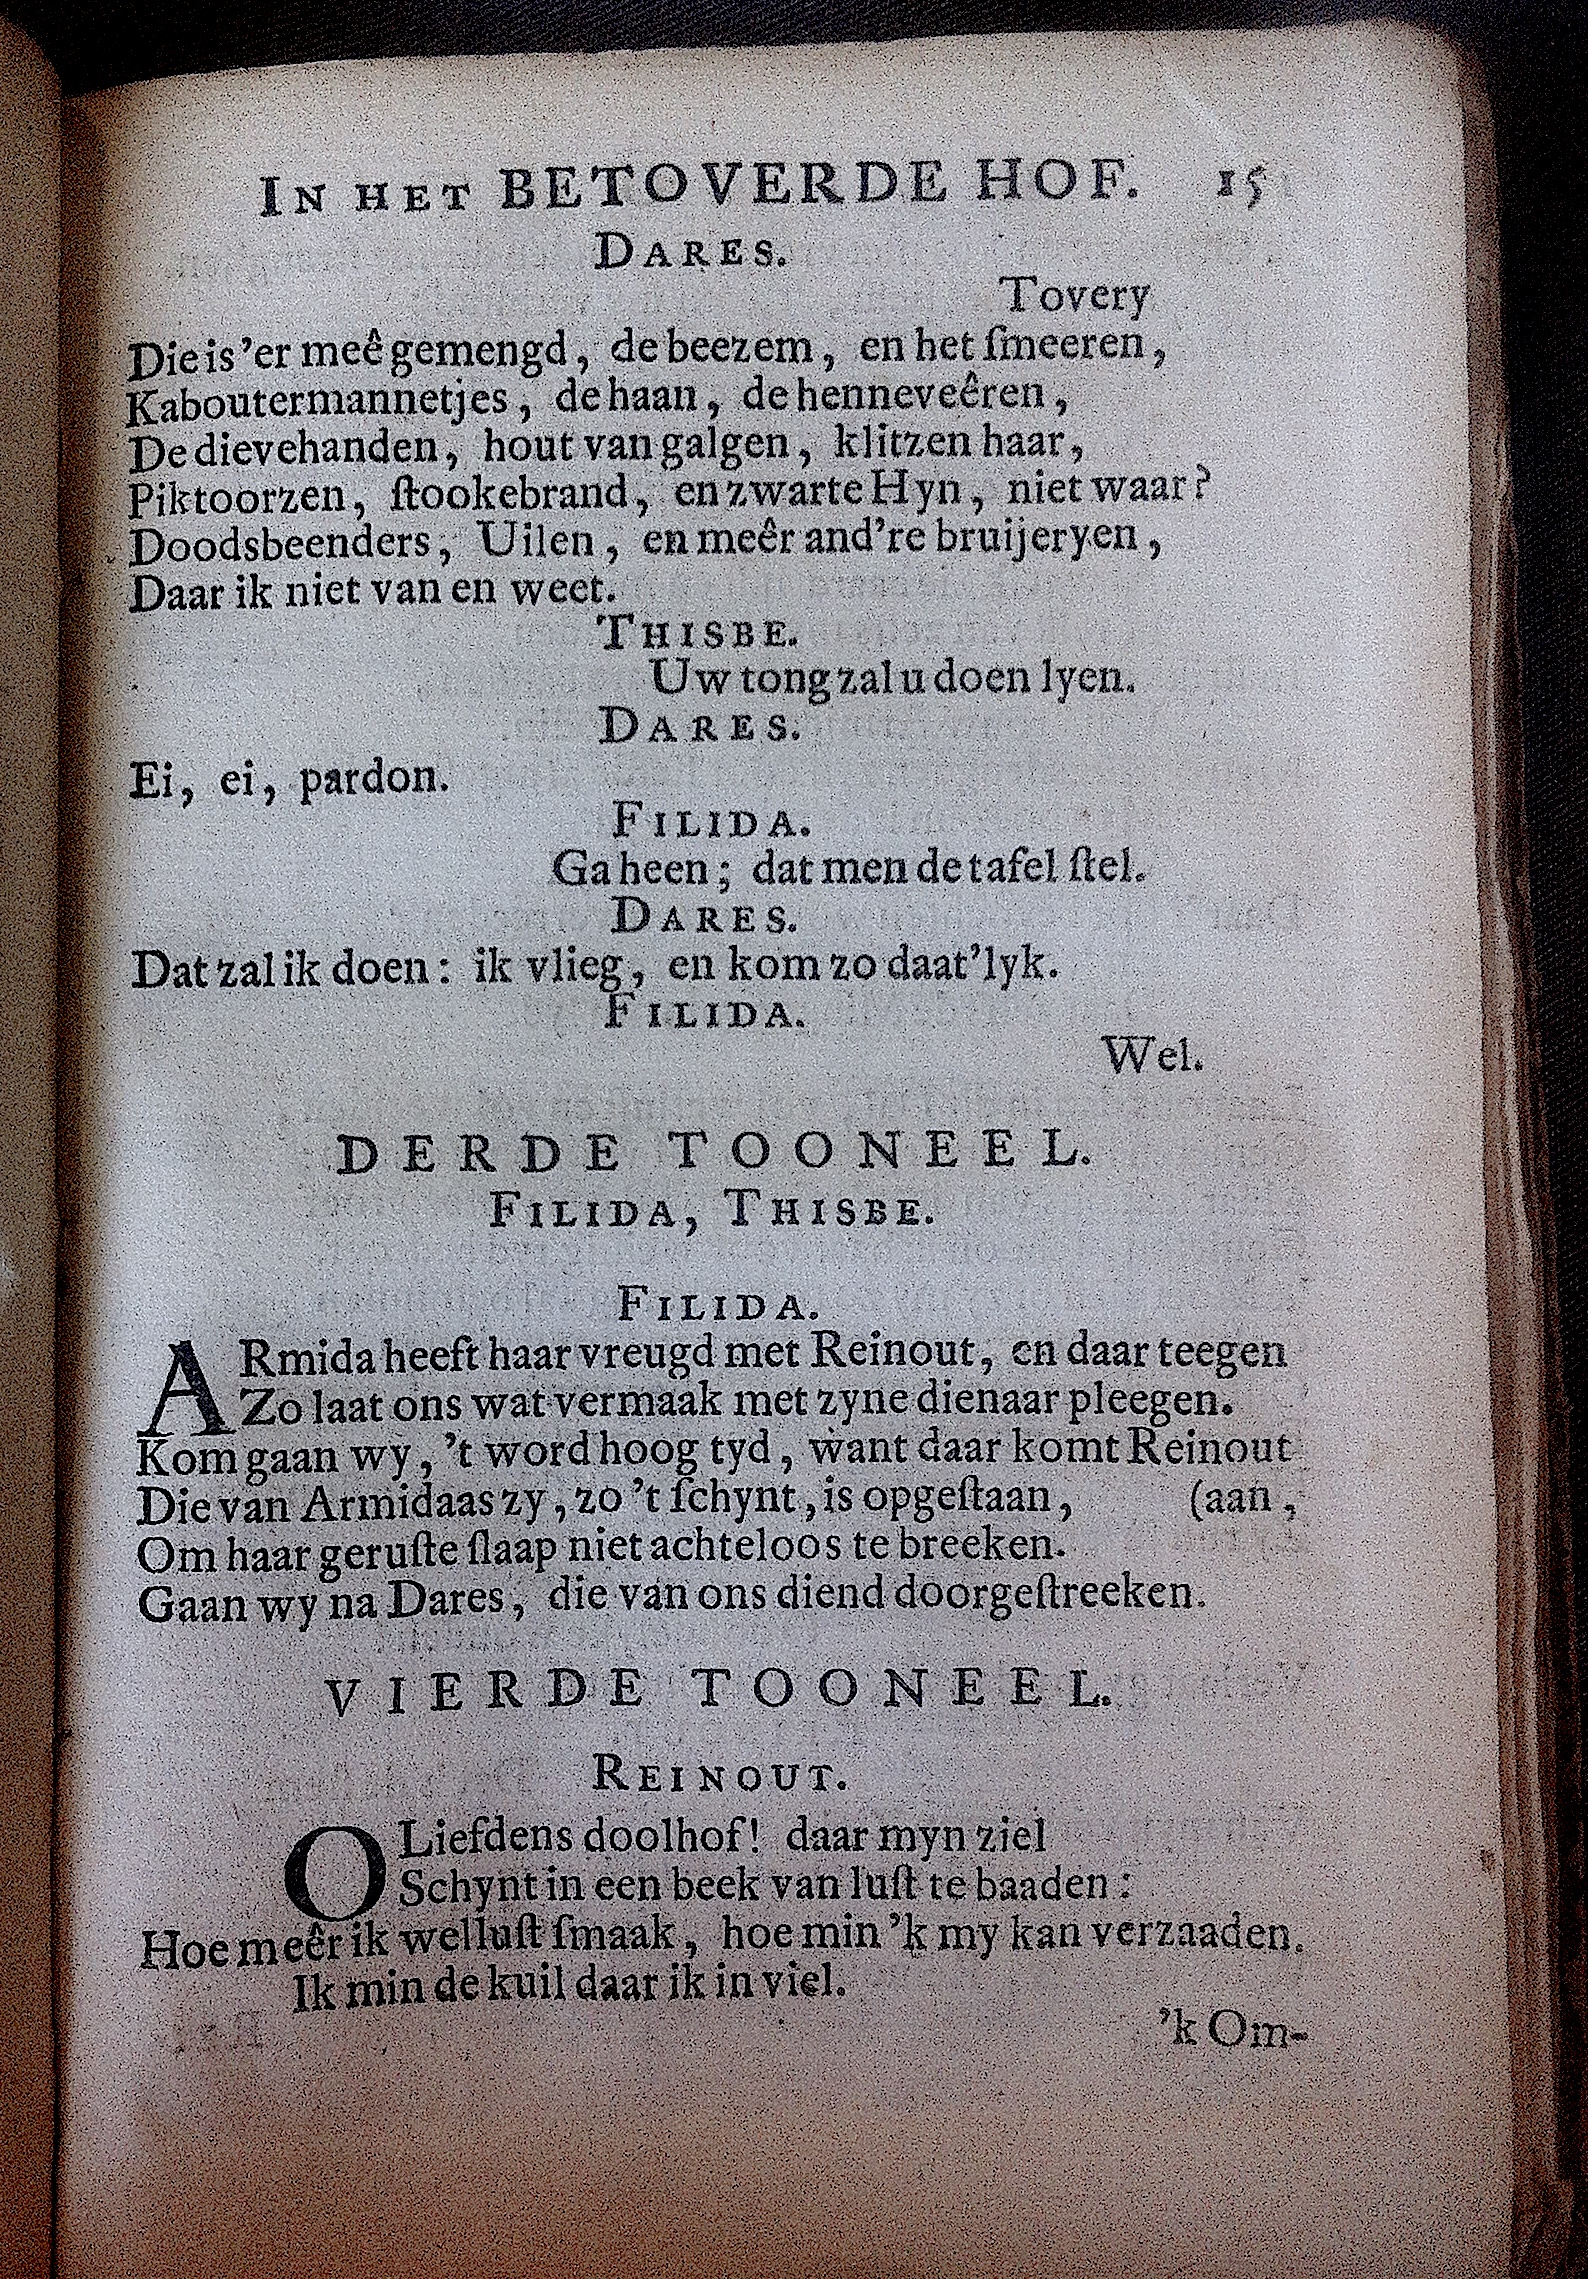 IN HET BETOVERDE HOF. 15
DARES.
Tovery
Die is 'er meê gemengd, de beezem, en het ſmeeren,
Kaboutermannetjes, de haan, de henneveêren,
De dievehanden, hout van galgen, klitzen haar,
Piktoorzen, ſtookebrand, en zwarte Hyn, niet waar?
Doodsbeenders, Uilen, en meêr and're bruijeryen,
Daar ik niet van en weet.
THISBE.
Uw tong zal u doen lyen.
DARES.
Ei, ei, pardon.
FILIDA.
Ga heen; dat men de tafel ſtel.
DARES.
Dat zal ik doen: ik vlieg, en kom zo daat'lyk.
FILIDA.
Wel.
DERDE TOONEEL.
FILIDA, THISBE.
FILIDA.
ARmida heeft haar vreugd met Reinout, en daar teegen
Zo laat ons wat vermaak met zyne dienaar pleegen.
Kom gaan wy, 't word hoog tyd, want daar komt Reinout
Die van Armidaas zy, zo 't ſchynt, is opgeſtaan, (aan,
Om haar geruſte ſlaap niet achteloos te breeken.
Gaan wy na Dares, die van ons diend doorgeſtreeken.
VIERDE TOONEEL.
REINOUT.
O Liefdens doolhof! daar myn ziel
Schynt in een beek van luſt te baaden:
Hoe meêr ik welluſt ſmaak, hoe min 'k my kan verzaaden.
Ik min de kuil daar ik in viel.
'k Om-